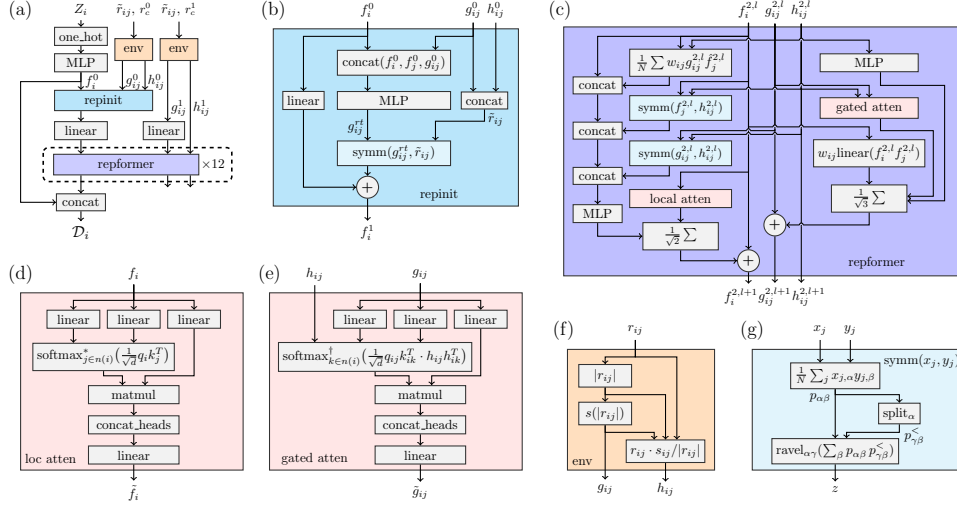 (a)
Z_i
r̃_ij, r_c^0
r̃_ij, r_c^1
one_hot
MLP
env
env
f_i^0
g_ij^0
h_ij^0
repinit
g_ij^1
h_ij^1
linear
linear
repformer
×12
concat
𝒟_i
(b)
f_i^0
g_ij^0
h_ij^0
concat(f_i^0, f_j^0, g_ij^0)
linear
MLP
concat
g_ij^rt
r̃_ij
symm(g_ij^rt, r̃_ij)
+
repinit
f_i^1
(c)
f_i^{2,l}
g_ij^{2,l}
h_ij^{2,l}
1/N ∑ w_ij g_ij^{2,l} f_j^{2,l}
MLP
concat
symm(f_j^{2,l}, h_ij^{2,l})
gated atten
concat
symm(g_ij^{2,l}, h_ij^{2,l})
w_ij linear(f_i^{2,l} f_j^{2,l})
concat
local atten
1/√3 ∑
MLP
1/√2 ∑
+
+
repformer
f_i^{2,l+1}
g_ij^{2,l+1}
h_ij^{2,l+1}
(d)
f_i
linear
linear
linear
softmax*_{j∈n(i)}(1/√d q_i k_j^T)
matmul
concat_heads
linear
loc atten
f̃_i
(e)
h_ij
g_ij
linear
linear
linear
softmax†_{k∈n(i)}(1/√d q_ij k_ik^T · h_ij h_ik^T)
matmul
concat_heads
linear
gated atten
g̃_ij
(f)
r_ij
|r_ij|
s(|r_ij|)
r_ij · s_ij/|r_ij|
env
g_ij
h_ij
(g)
x_j
y_j
symm(x_j, y_j)
1/N ∑_j x_{j,α} y_{j,β}
p_αβ
split_α
p_γβ^<
ravel_αγ(∑_β p_αβ p_γβ^<)
z